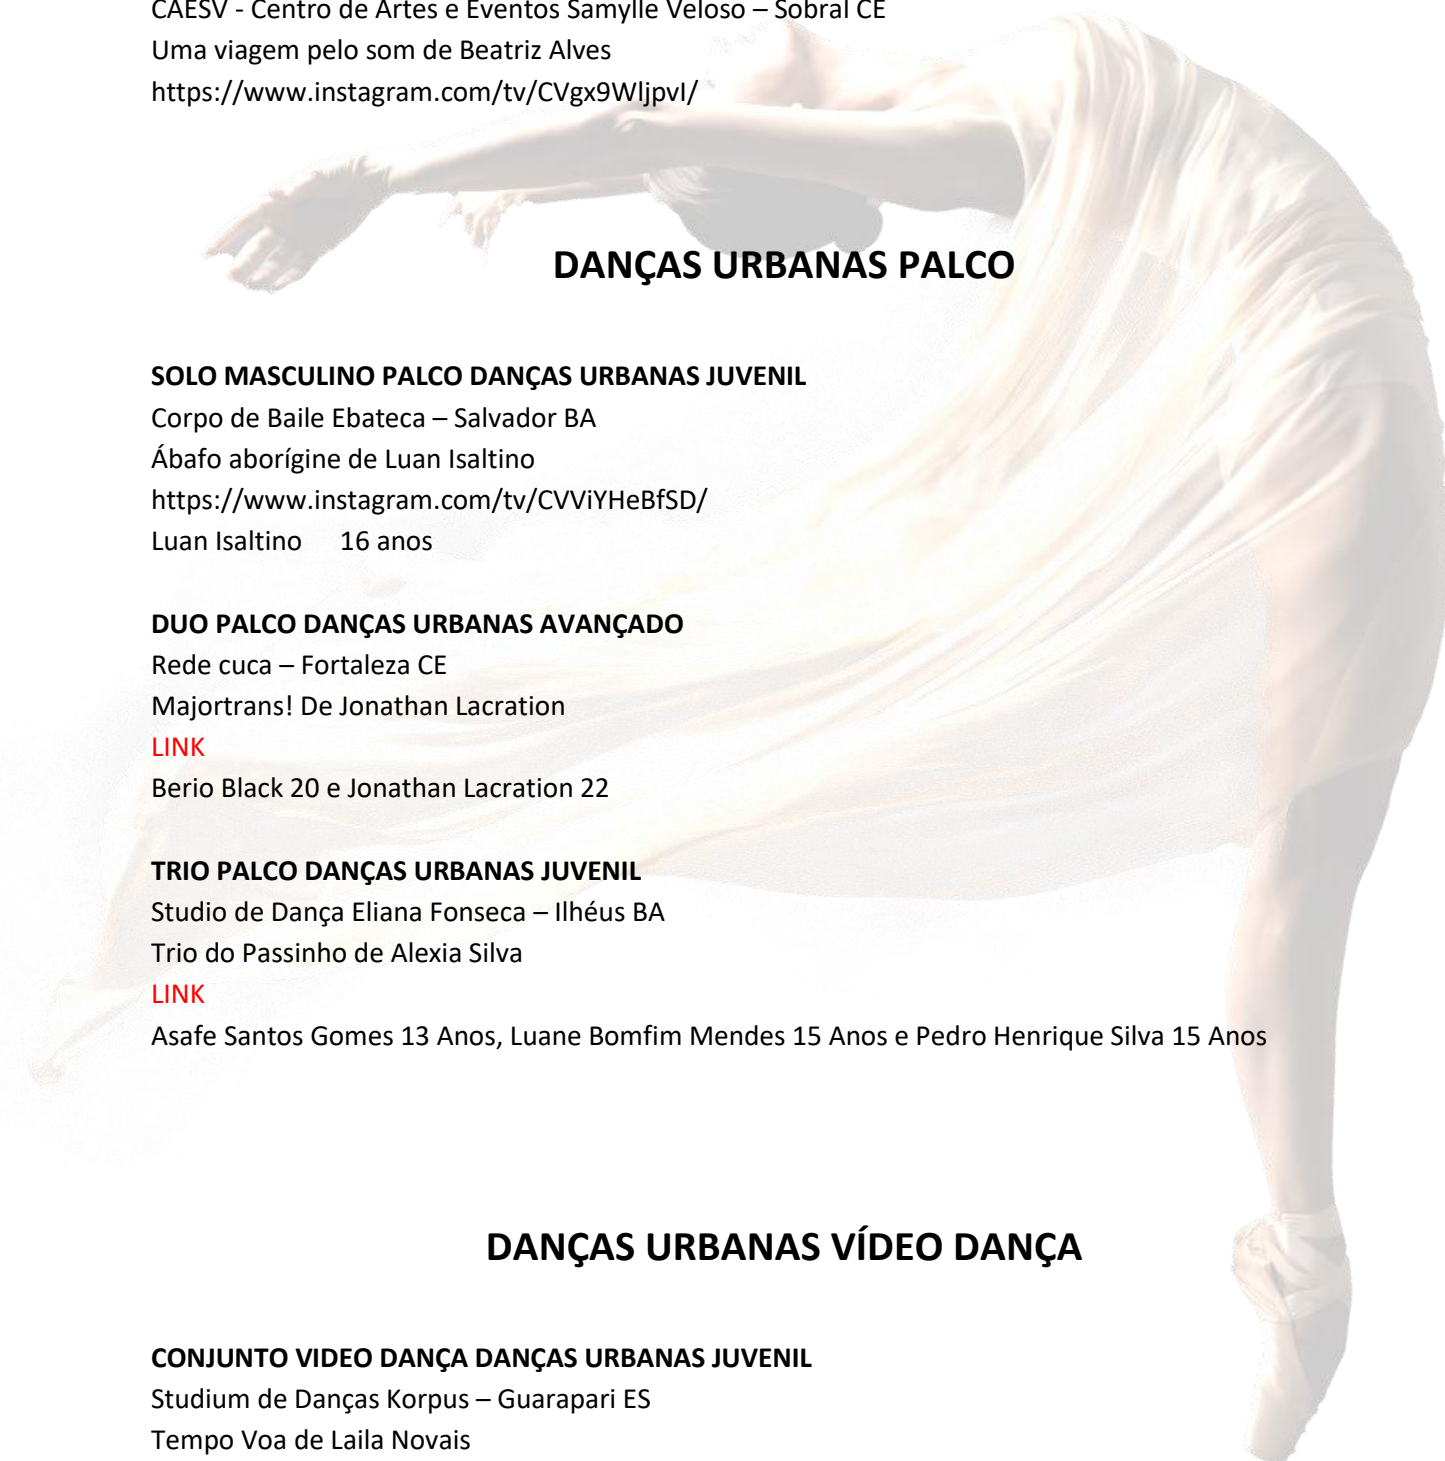 CAESV - Centro de Artes e Eventos Samylle Veloso – Sobral CE
Uma viagem pelo som de Beatriz Alves
https://www.instagram.com/tv/CVgx9WljpvI/
DANÇAS URBANAS PALCO
SOLO MASCULINO PALCO DANÇAS URBANAS JUVENIL
Corpo de Baile Ebateca – Salvador BA
Ábafo aborígine de Luan Isaltino
https://www.instagram.com/tv/CVViYHeBfSD/
Luan Isaltino 16 anos
DUO PALCO DANÇAS URBANAS AVANÇADO
Rede cuca – Fortaleza CE
Majortrans! De Jonathan Lacration
LINK
Berio Black 20 e Jonathan Lacration 22
TRIO PALCO DANÇAS URBANAS JUVENIL
Studio de Dança Eliana Fonseca – Ilhéus BA
Trio do Passinho de Alexia Silva
LINK
Asafe Santos Gomes 13 Anos, Luane Bomfim Mendes 15 Anos e Pedro Henrique Silva 15 Anos
DANÇAS URBANAS VÍDEO DANÇA
CONJUNTO VIDEO DANÇA DANÇAS URBANAS JUVENIL
Studium de Danças Korpus – Guarapari ES
Tempo Voa de Laila Novais